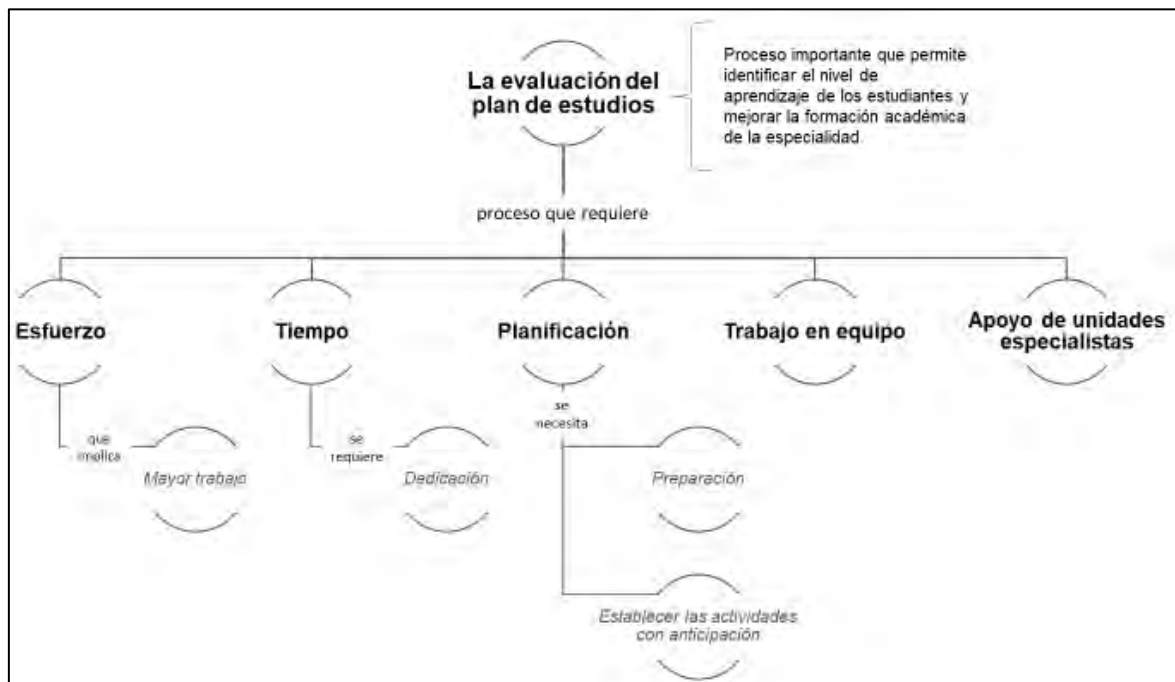 La evaluación del
plan de estudios
Proceso importante que permite
identificar el nivel de
aprendizaje de los estudiantes y
mejorar la formación académica
de la especialidad
proceso que requiere
Esfuerzo
Tiempo
Planificación
Trabajo en equipo
Apoyo de unidades
especialistas
que
implica
Mayor trabajo
se
requiere
Dedicación
se
necesita
Preparación
Establecer las actividades
con anticipación